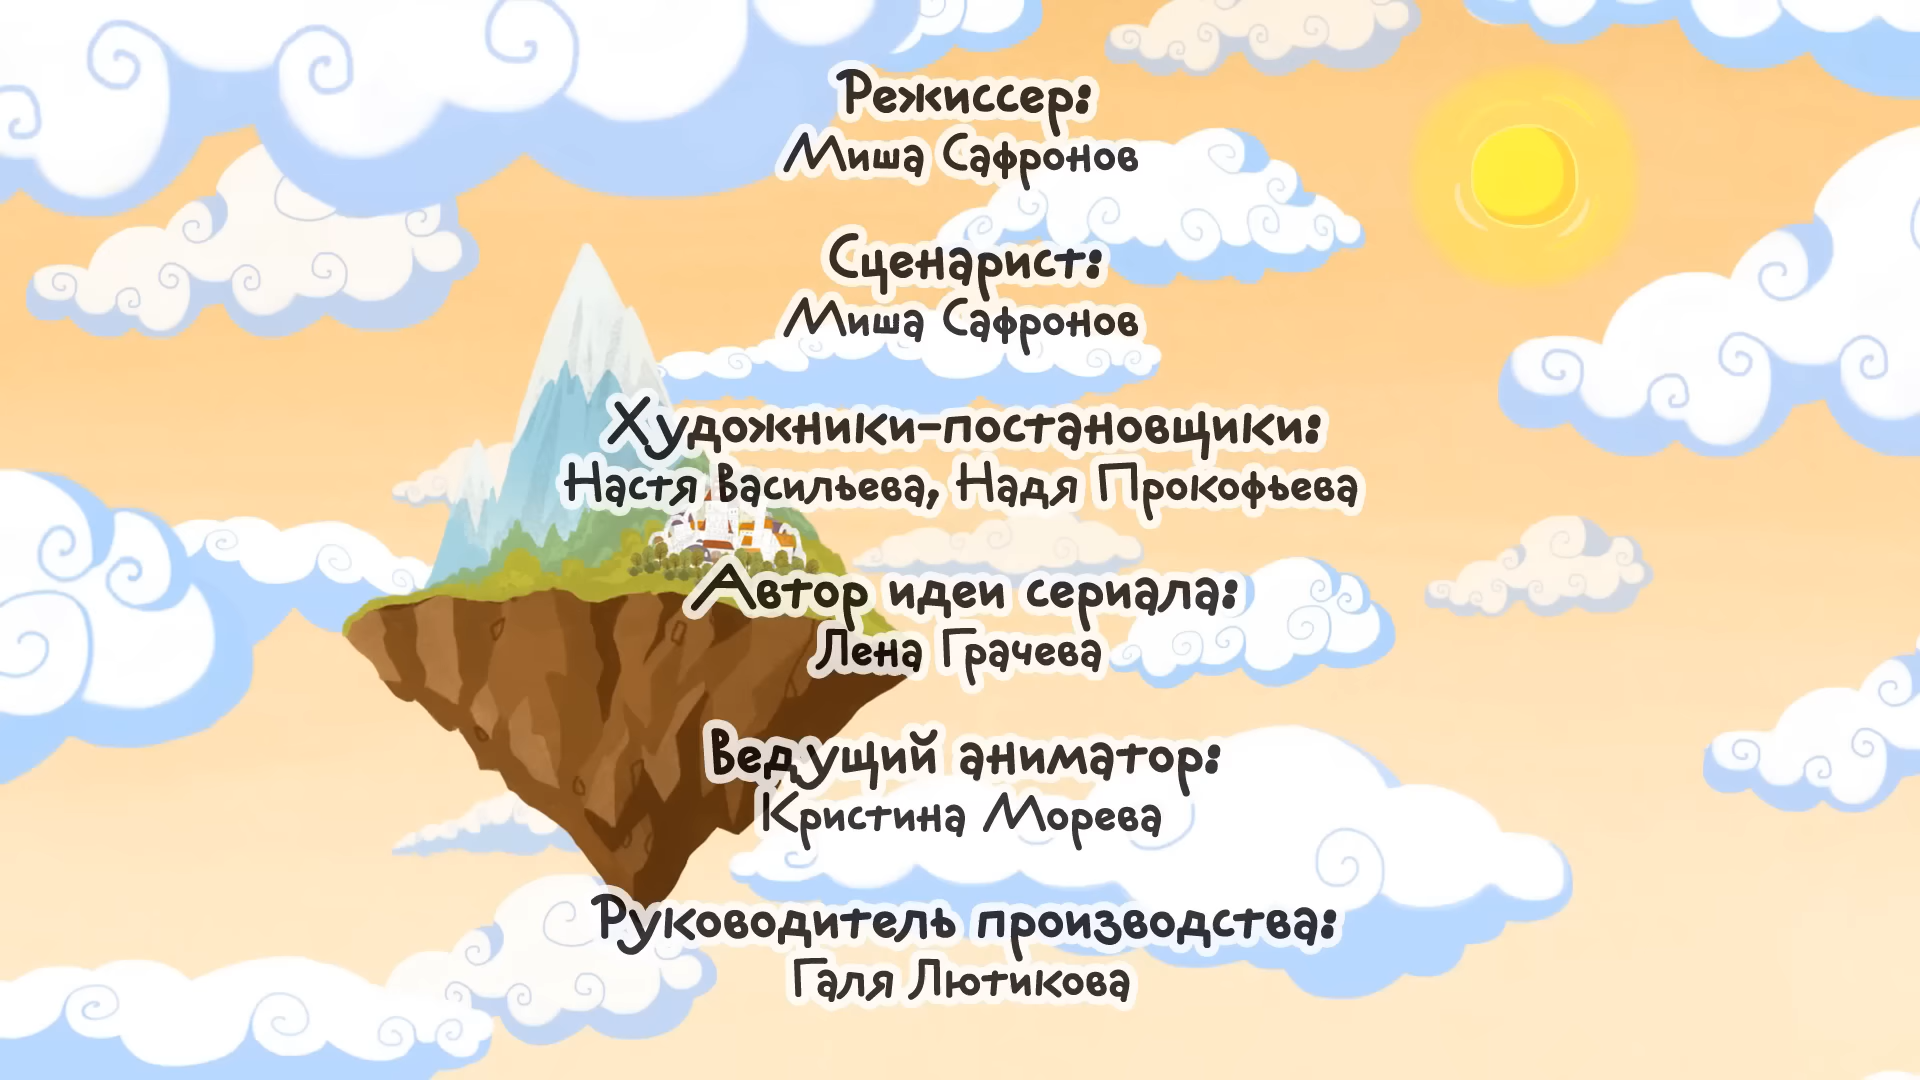 Режиссер:
Миша Сафронов
Сценарист:
Миша Сафронов
Художники-постановщики:
Настя Васильева, Надя Прокофьева
Автор идеи сериала:
Лена Грачева
Ведущий аниматор:
Кристина Морева
Руководитель производства:
Галя Лютикова